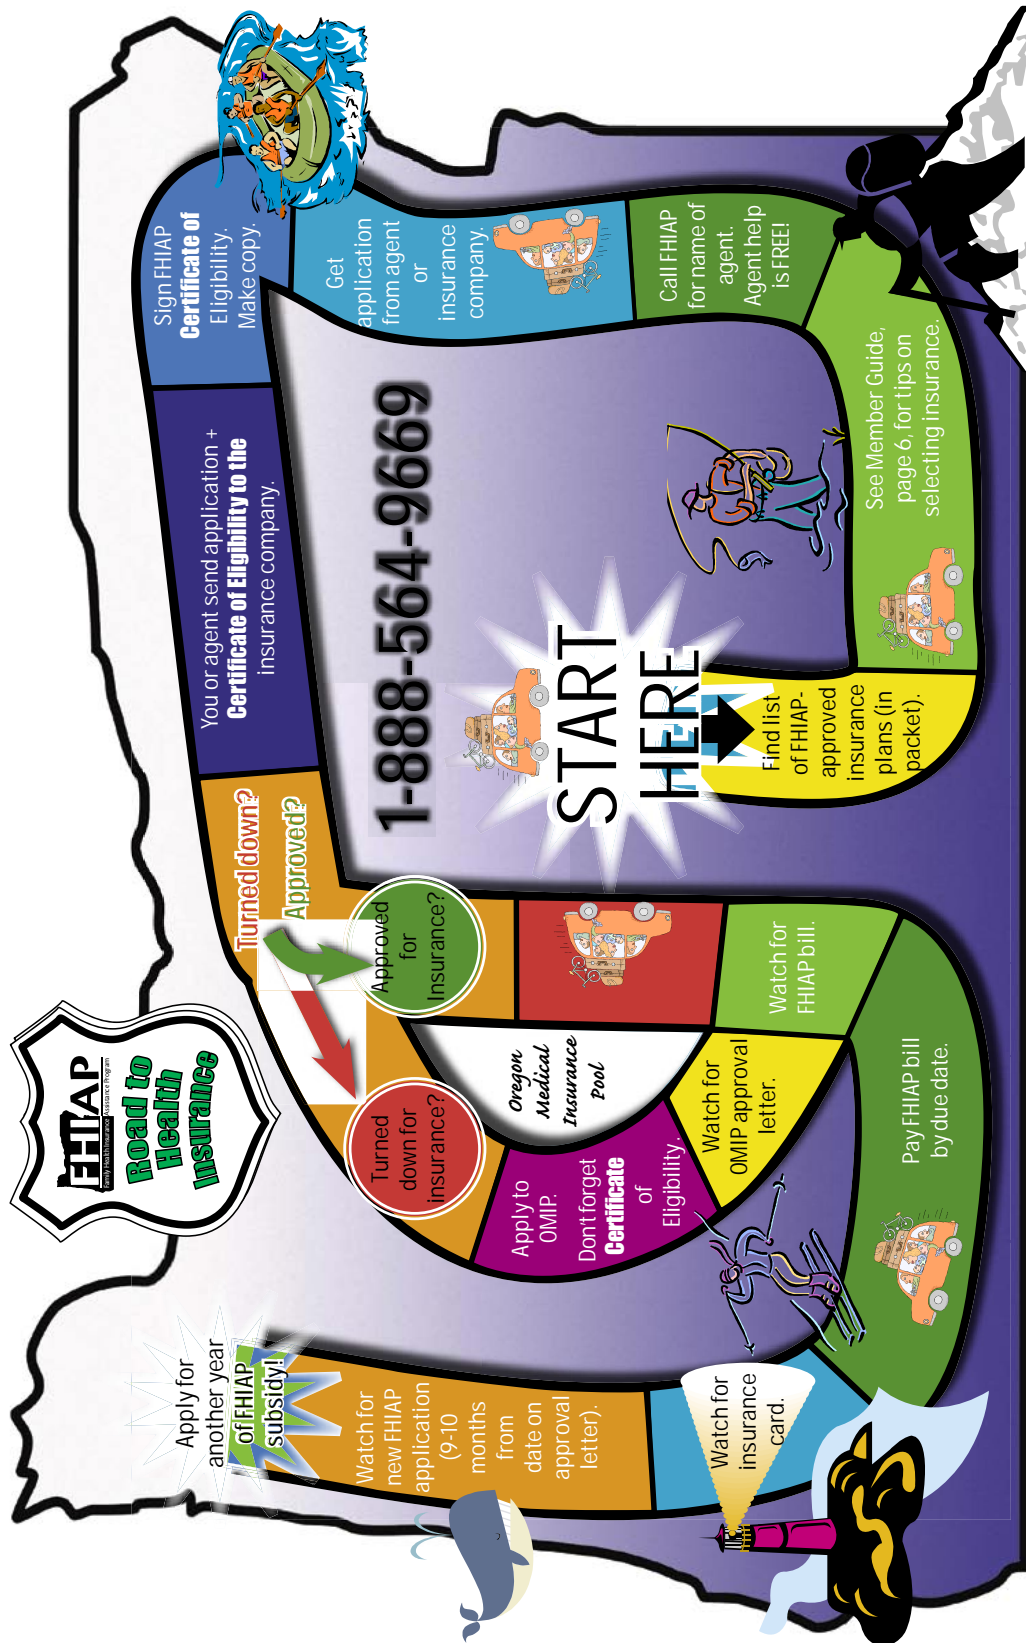 FHIAP
Family Health Insurance Assistance Program
Road to
Health
Insurance
1-888-564-9669
START
HERE
Find list
of FHIAP-
approved
insurance
plans (in
packet).
See Member Guide,
page 6, for tips on
selecting insurance.
Call FHIAP
for name of
agent.
Agent help
is FREE!
Get
application
from agent
or
insurance
company.
Sign FHIAP
Certificate of
Eligibility.
Make copy.
You or agent send application +
Certificate of Eligibility to the
insurance company.
Turned down?
Approved?
Approved
for
Insurance?
Turned
down for
insurance?
Oregon
Medical
Insurance
Pool
Apply to
OMIP.
Don't forget
Certificate
of
Eligibility.
Watch for
OMIP approval
letter.
Watch for
FHIAP bill.
Pay FHIAP bill
by due date.
Watch for
insurance
card.
Watch for
new FHIAP
application
(9-10
months
from
date on
approval
letter).
Apply for
another year
of FHIAP
subsidy!